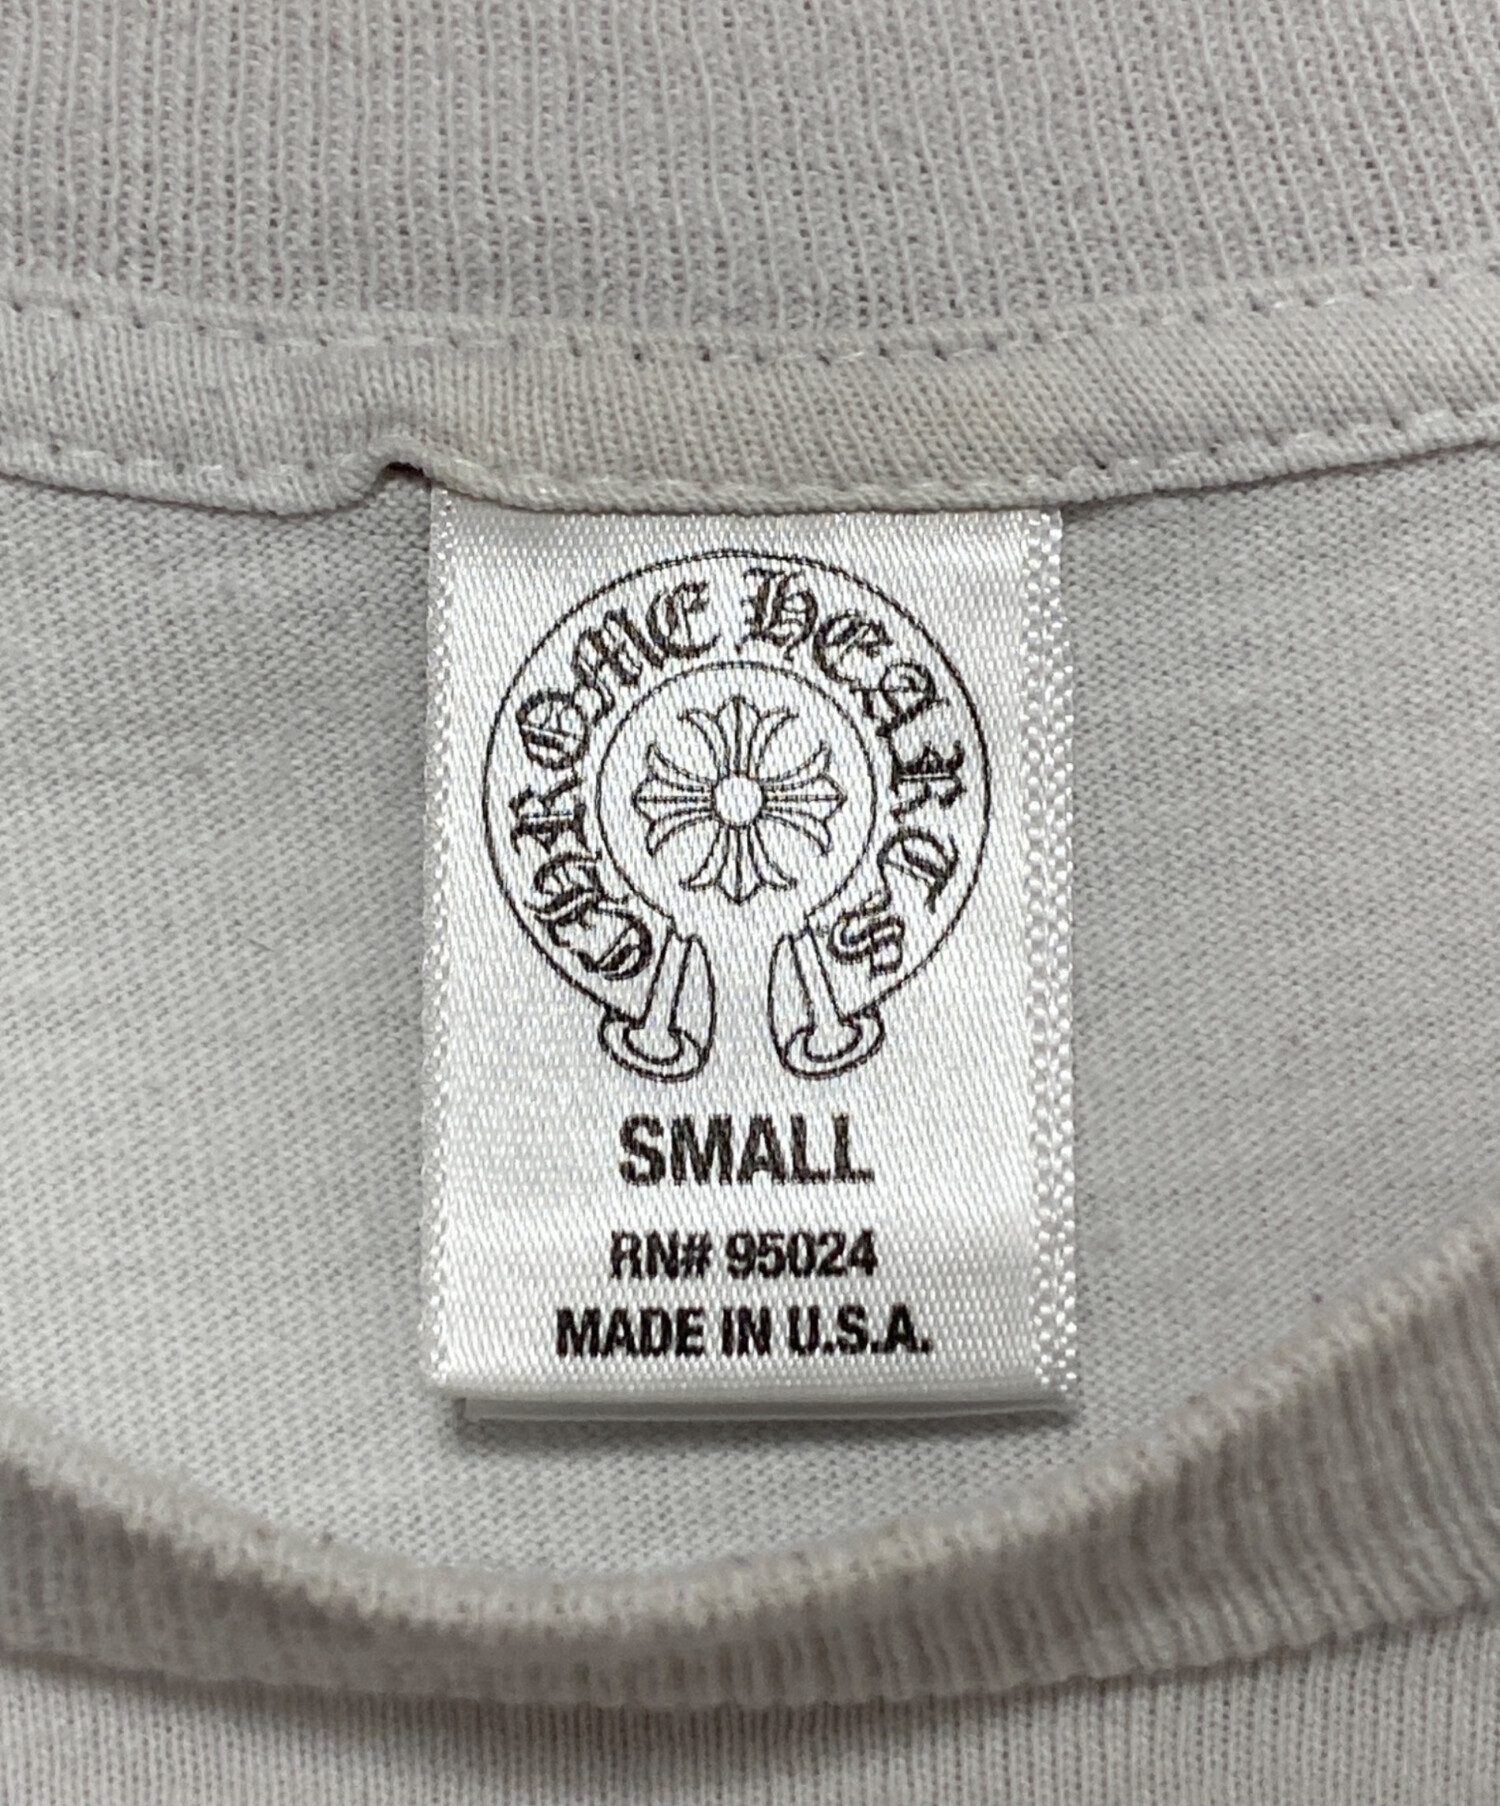 CHROME HEARTS
SMALL
RN# 95024
MADE IN U.S.A.